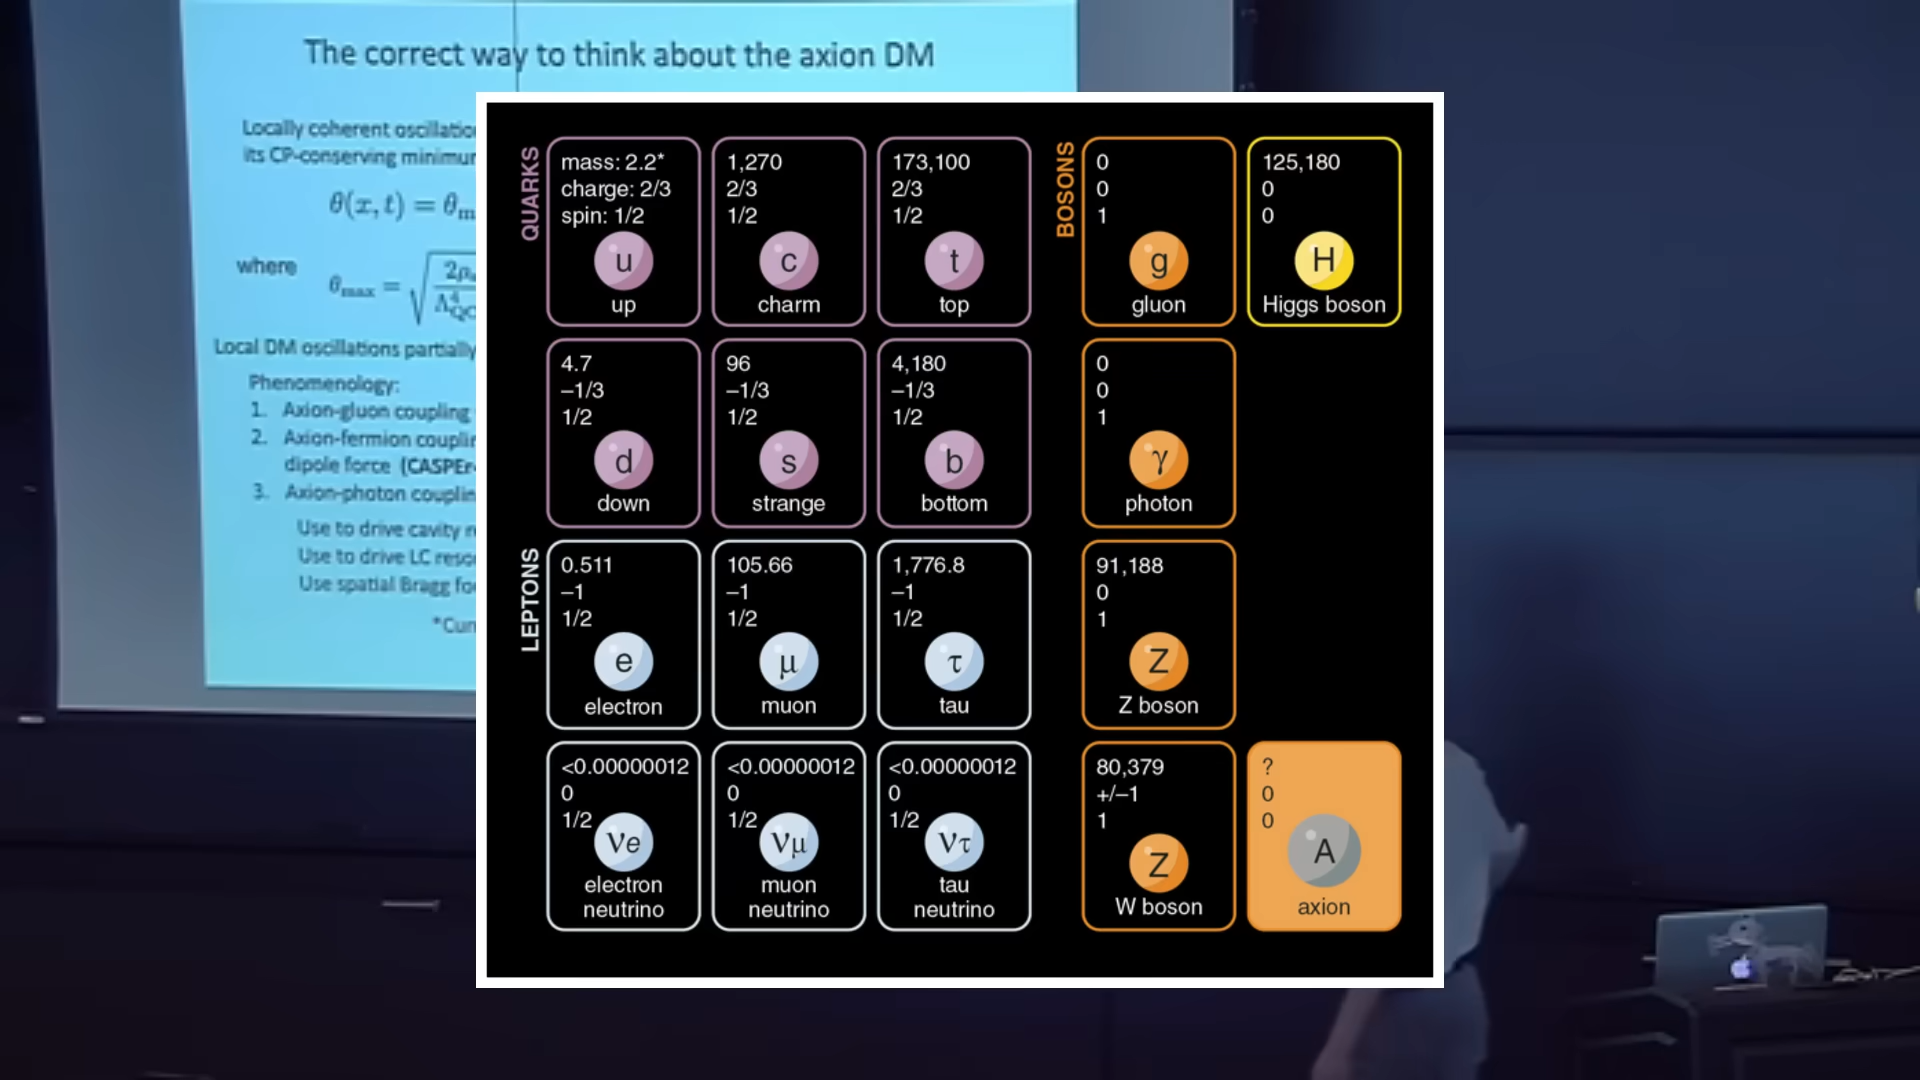 The correct way to think about the axion DM
Locally coherent
its CP-conserving
θ(x, t) = θ
where
θmax = √ 2ρ
Λ⁴
Local DM oscillations partially
Phenomenology:
1. Axion-gluon coupling
2. Axion-fermion
dipole force (CASPEr
3. Axion-photon
Use to drive cavity
Use to drive LC
Use spatial Bragg
QUARKS
mass: 2.2*
charge: 2/3
spin: 1/2
u
up
1,270
2/3
1/2
c
charm
173,100
2/3
1/2
t
top
4.7
–1/3
1/2
d
down
96
–1/3
1/2
s
strange
4,180
–1/3
1/2
b
bottom
LEPTONS
0.511
–1
1/2
e
electron
105.66
–1
1/2
μ
muon
1,776.8
–1
1/2
τ
tau
<0.00000012
0
1/2
νe
electron
neutrino
<0.00000012
0
1/2
νμ
muon
neutrino
<0.00000012
0
1/2
ντ
tau
neutrino
BOSONS
0
0
1
g
gluon
125,180
0
0
H
Higgs boson
0
0
1
γ
photon
91,188
0
1
Z
Z boson
80,379
+/–1
1
Z
W boson
?
0
0
A
axion